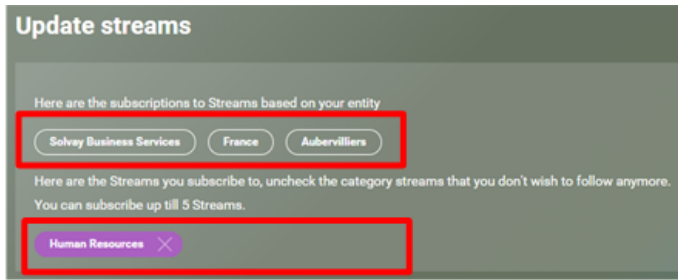 Update streams
Here are the subscriptions to Streams based on your entity
Solvay Business Services France Aubervilliers
Here are the Streams you subscribe to, uncheck the category streams that you don't wish to follow anymore.
You can subscribe up till 5 Streams.
Human Resources